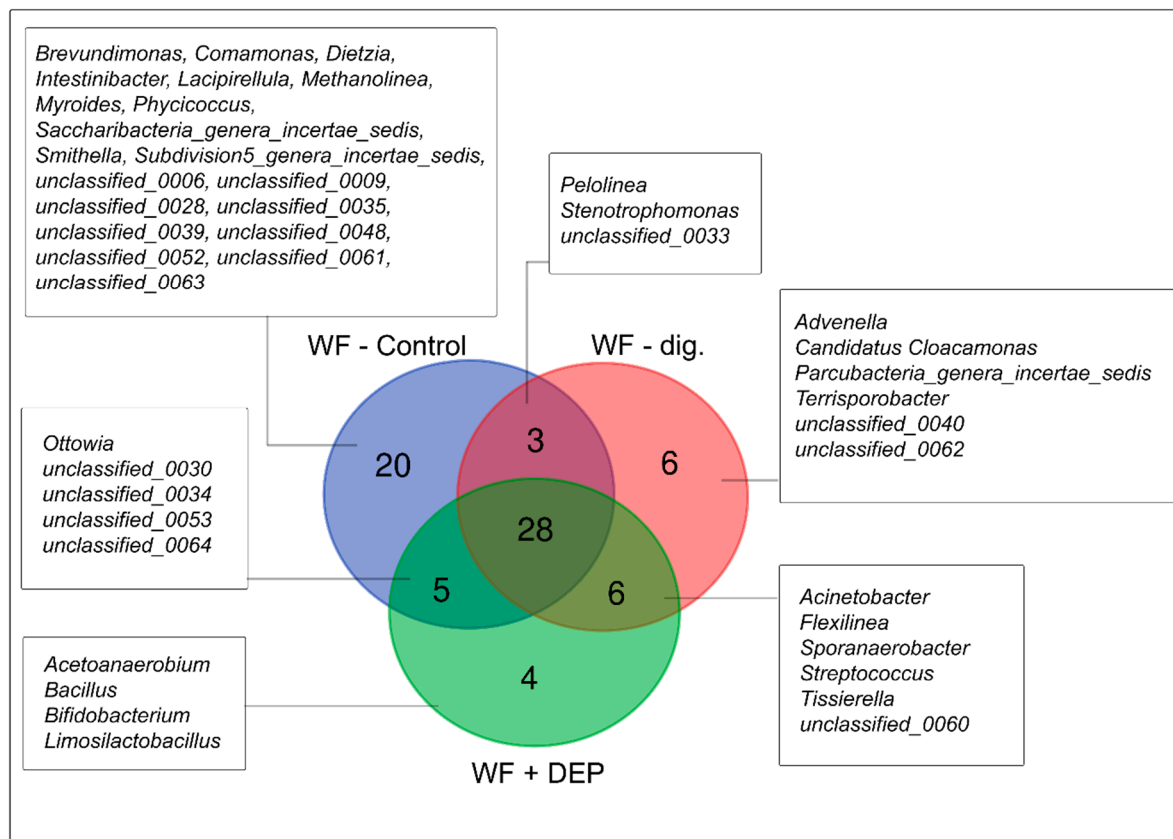 Brevundimonas, Comamonas, Dietzia,
Intestinibacter, Lacipirellula, Methanolinea,
Myroides, Phycicoccus,
Saccharibacteria_genera_incertae_sedis,
Smithella, Subdivision5_genera_incertae_sedis,
unclassified_0006, unclassified_0009,
unclassified_0028, unclassified_0035,
unclassified_0039, unclassified_0048,
unclassified_0052, unclassified_0061,
unclassified_0063
Pelolinea
Stenotrophomonas
unclassified_0033
WF - Control
WF - dig.
Advenella
Candidatus Cloacamonas
Parcubacteria_genera_incertae_sedis
Terrisporobacter
unclassified_0040
unclassified_0062
Ottowia
unclassified_0030
unclassified_0034
unclassified_0053
unclassified_0064
20
3
6
28
5
6
4
Acetoanaerobium
Bacillus
Bifidobacterium
Limosilactobacillus
Acinetobacter
Flexilinea
Sporanaerobacter
Streptococcus
Tissierella
unclassified_0060
WF + DEP